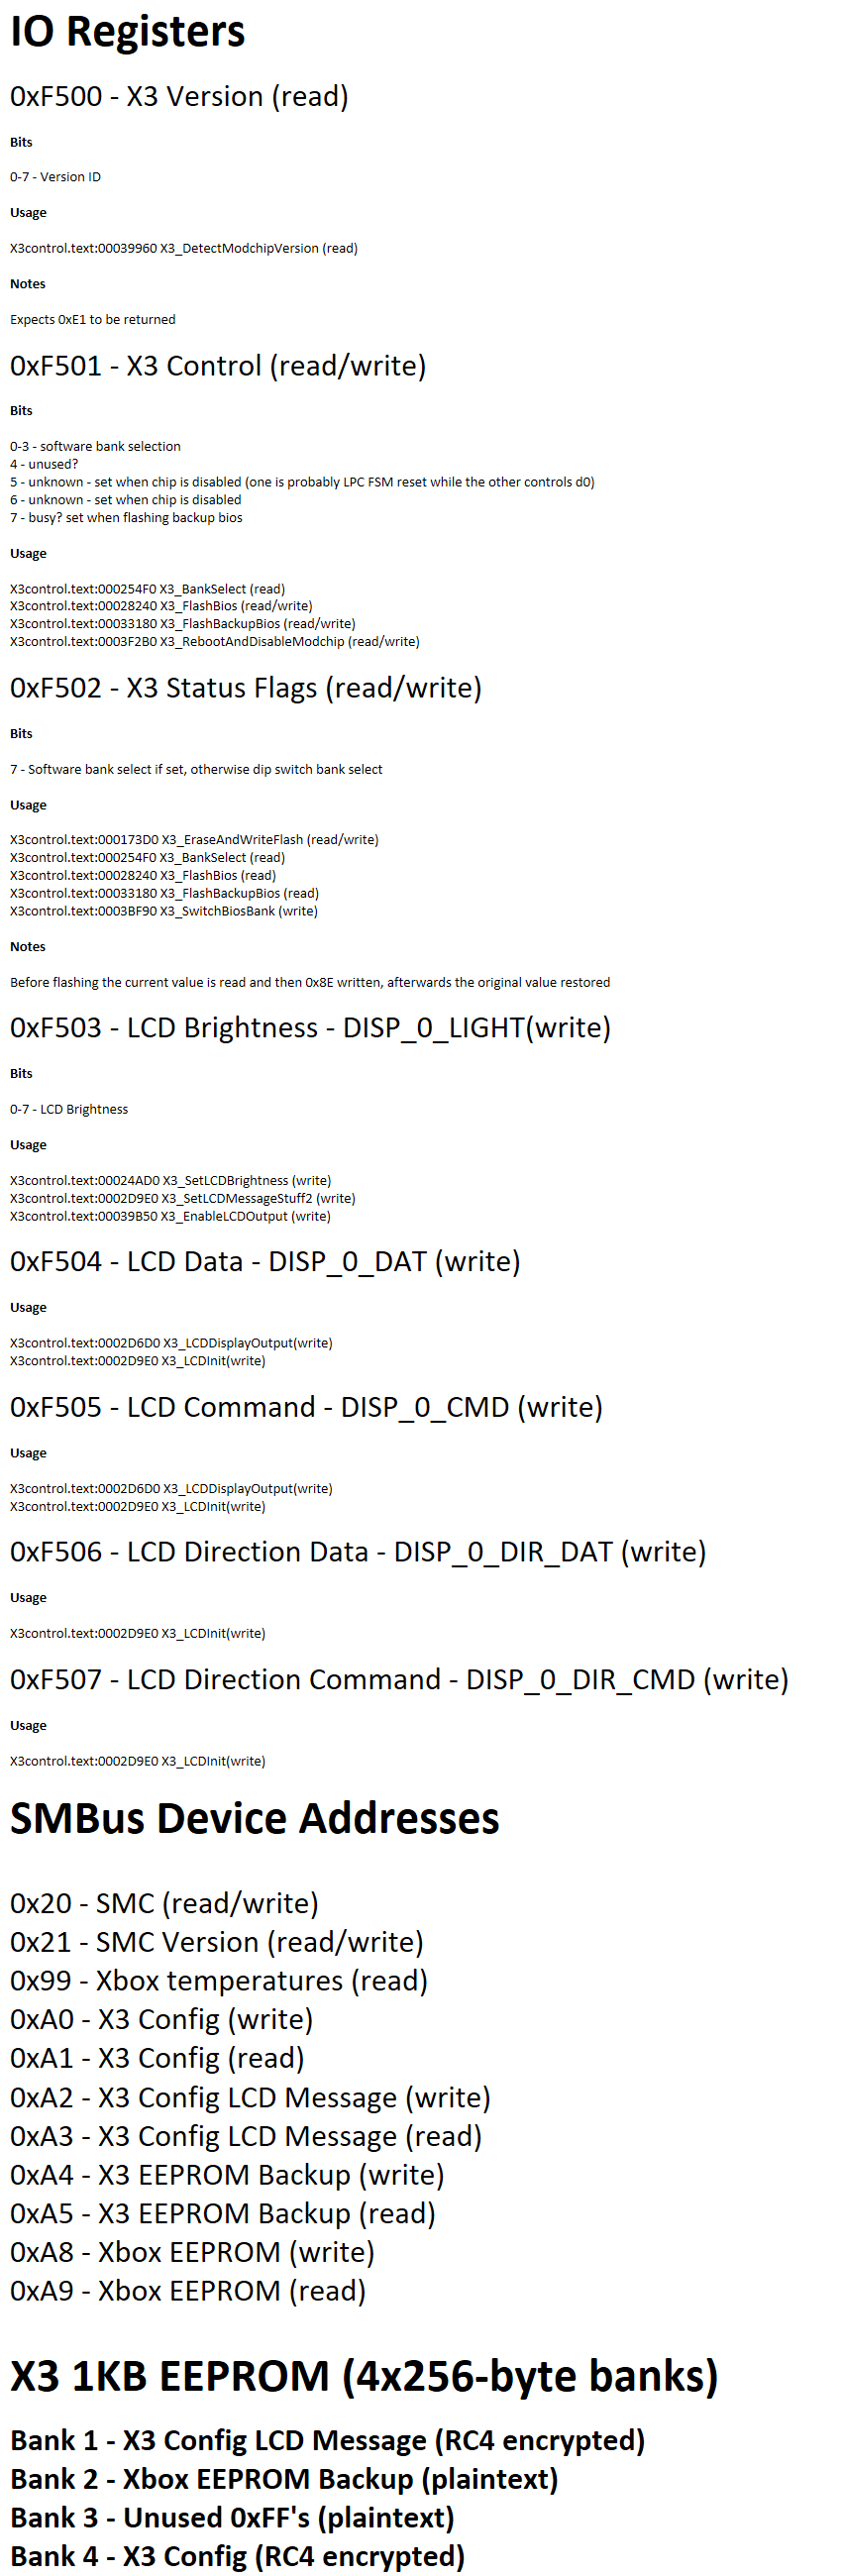 IO Registers
0xF500 - X3 Version (read)
Bits
0-7 - Version ID
Usage
X3control.text:00039960 X3_DetectModchipVersion (read)
Notes
Expects 0xE1 to be returned
0xF501 - X3 Control (read/write)
Bits
0-3 - software bank selection
4 - unused?
5 - unknown - set when chip is disabled (one is probably LPC FSM reset while the other controls d0)
6 - unknown - set when chip is disabled
7 - busy? set when flashing backup bios
Usage
X3control.text:000254F0 X3_BankSelect (read)
X3control.text:00028240 X3_FlashBios (read/write)
X3control.text:00033180 X3_FlashBackupBios (read/write)
X3control.text:0003F2B0 X3_RebootAndDisableModchip (read/write)
0xF502 - X3 Status Flags (read/write)
Bits
7 - Software bank select if set, otherwise dip switch bank select
Usage
X3control.text:000173D0 X3_EraseAndWriteFlash (read/write)
X3control.text:000254F0 X3_BankSelect (read)
X3control.text:00028240 X3_FlashBios (read)
X3control.text:00033180 X3_FlashBackupBios (read)
X3control.text:0003BF90 X3_SwitchBiosBank (write)
Notes
Before flashing the current value is read and then 0x8E written, afterwards the original value restored
0xF503 - LCD Brightness - DISP_0_LIGHT(write)
Bits
0-7 - LCD Brightness
Usage
X3control.text:00024AD0 X3_SetLCDBrightness (write)
X3control.text:0002D9E0 X3_SetLCDMessageStuff2 (write)
X3control.text:00039B50 X3_EnableLCDOutput (write)
0xF504 - LCD Data - DISP_0_DAT (write)
Usage
X3control.text:0002D6D0 X3_LCDDisplayOutput(write)
X3control.text:0002D9E0 X3_LCDInit(write)
0xF505 - LCD Command - DISP_0_CMD (write)
Usage
X3control.text:0002D6D0 X3_LCDDisplayOutput(write)
X3control.text:0002D9E0 X3_LCDInit(write)
0xF506 - LCD Direction Data - DISP_0_DIR_DAT (write)
Usage
X3control.text:0002D9E0 X3_LCDInit(write)
0xF507 - LCD Direction Command - DISP_0_DIR_CMD (write)
Usage
X3control.text:0002D9E0 X3_LCDInit(write)
SMBus Device Addresses
0x20 - SMC (read/write)
0x21 - SMC Version (read/write)
0x99 - Xbox temperatures (read)
0xA0 - X3 Config (write)
0xA1 - X3 Config (read)
0xA2 - X3 Config LCD Message (write)
0xA3 - X3 Config LCD Message (read)
0xA4 - X3 EEPROM Backup (write)
0xA5 - X3 EEPROM Backup (read)
0xA8 - Xbox EEPROM (write)
0xA9 - Xbox EEPROM (read)
X3 1KB EEPROM (4x256-byte banks)
Bank 1 - X3 Config LCD Message (RC4 encrypted)
Bank 2 - Xbox EEPROM Backup (plaintext)
Bank 3 - Unused 0xFF's (plaintext)
Bank 4 - X3 Config (RC4 encrypted)